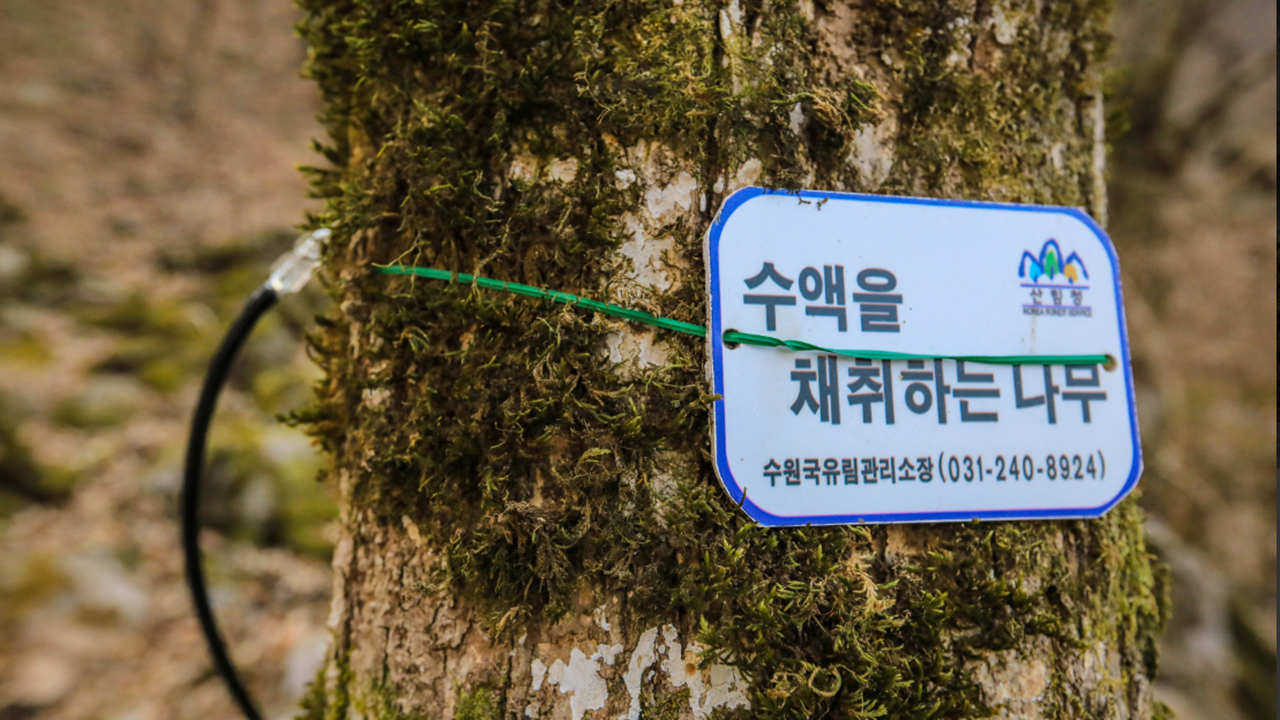 수액을
산림청
KOREA FOREST SERVICE
채취하는 나무
수원국유림관리소장(031-240-8924)